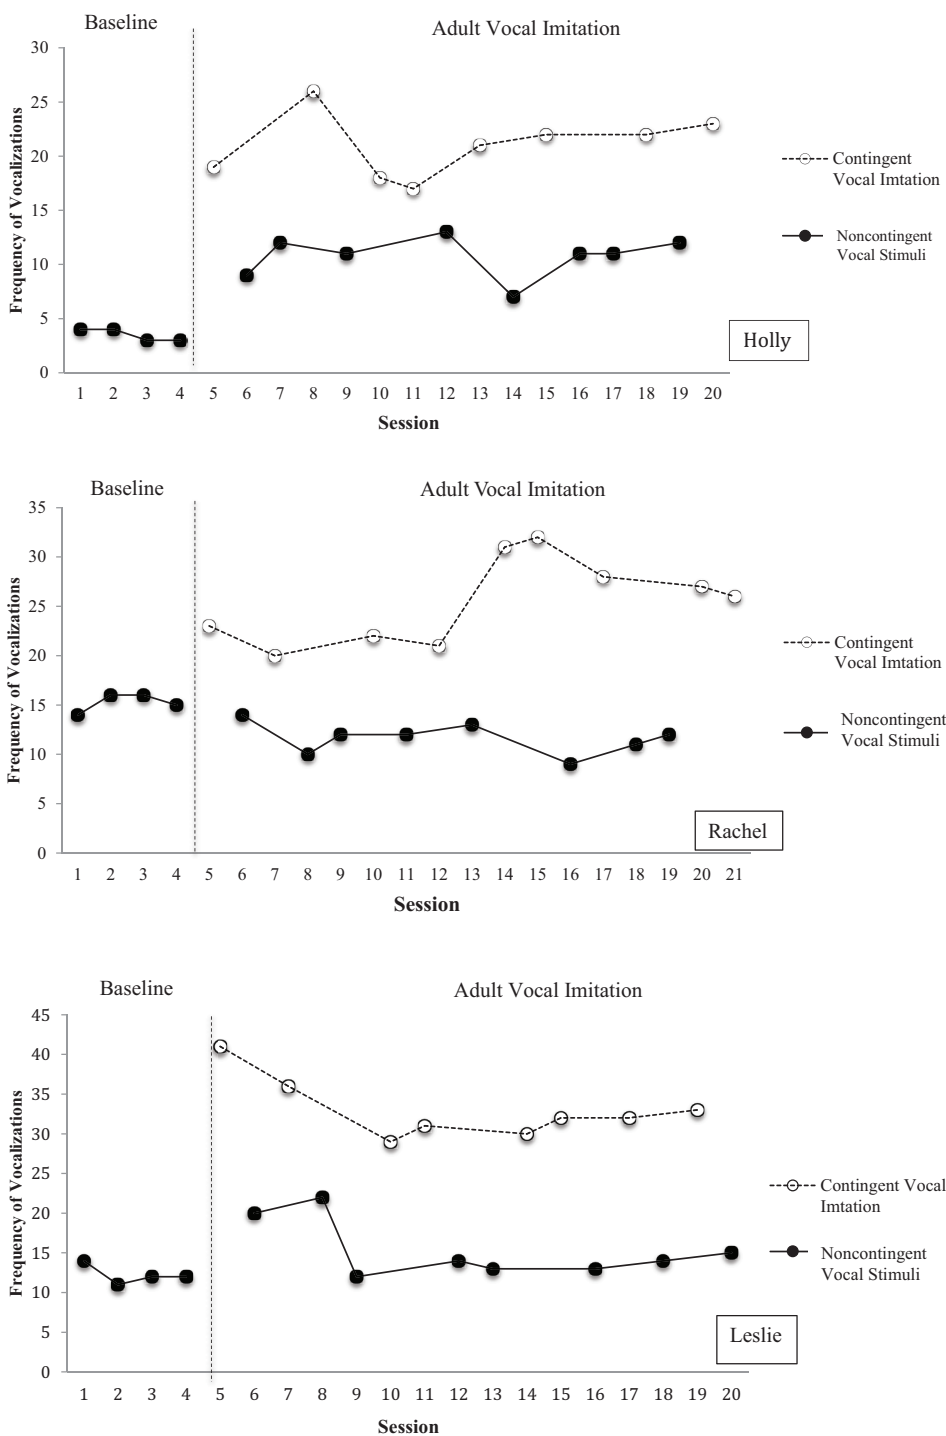 Baseline
Adult Vocal Imitation
Frequency of Vocalizations
30
25
20
15
10
5
0
1 2 3 4 5 6 7 8 9 10 11 12 13 14 15 16 17 18 19 20
Session
Contingent
Vocal Imtation
Noncontingent
Vocal Stimuli
Holly
Baseline
Adult Vocal Imitation
Frequency of Vocalizations
35
30
25
20
15
10
5
0
1 2 3 4 5 6 7 8 9 10 11 12 13 14 15 16 17 18 19 20 21
Session
Contingent
Vocal Imtation
Noncontingent
Vocal Stimuli
Rachel
Baseline
Adult Vocal Imitation
Frequency of Vocalizations
45
40
35
30
25
20
15
10
5
0
1 2 3 4 5 6 7 8 9 10 11 12 13 14 15 16 17 18 19 20
Session
Contingent Vocal
Imtation
Noncontingent
Vocal Stimuli
Leslie